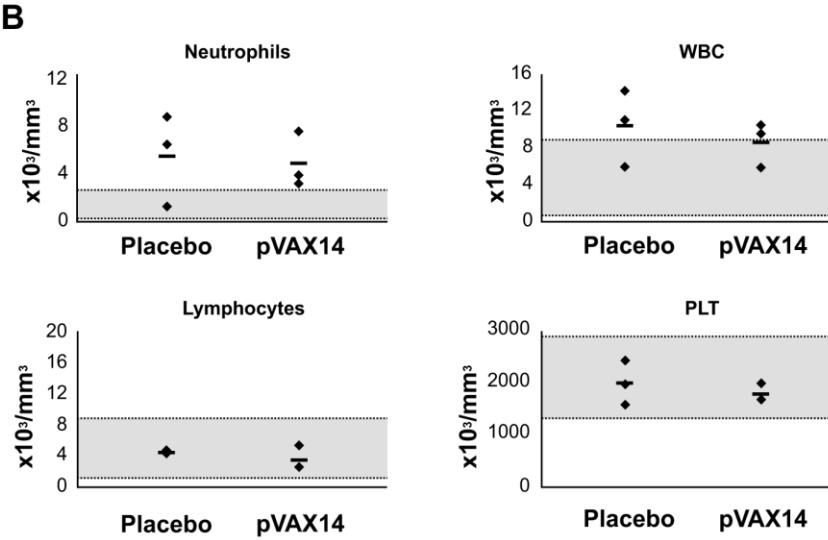 B
Neutrophils
12
8
4
0
x10³/mm³
Placebo pVAX14
WBC
16
12
8
4
0
x10³/mm³
Placebo pVAX14
Lymphocytes
20
16
12
8
4
0
x10³/mm³
Placebo pVAX14
PLT
3000
2000
1000
0
x10³/mm³
Placebo pVAX14